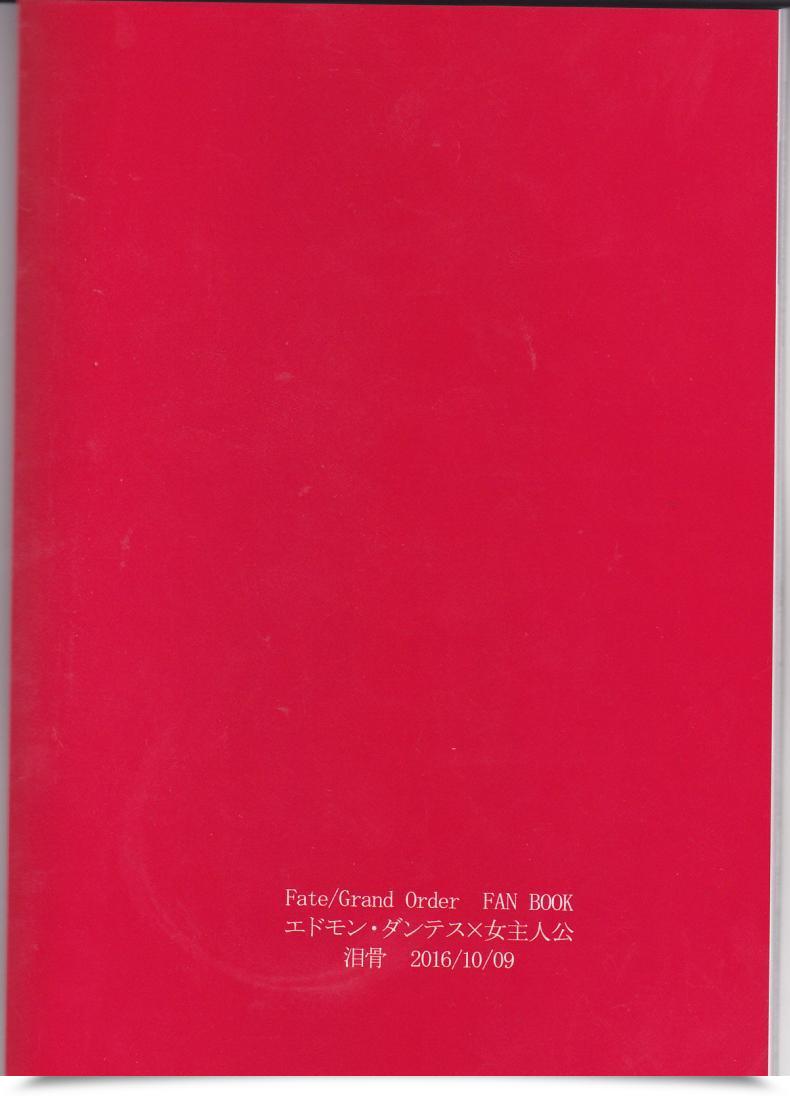 Fate/Grand Order FAN BOOK
エドモン・ダンテス×女主人公
泪骨 2016/10/09